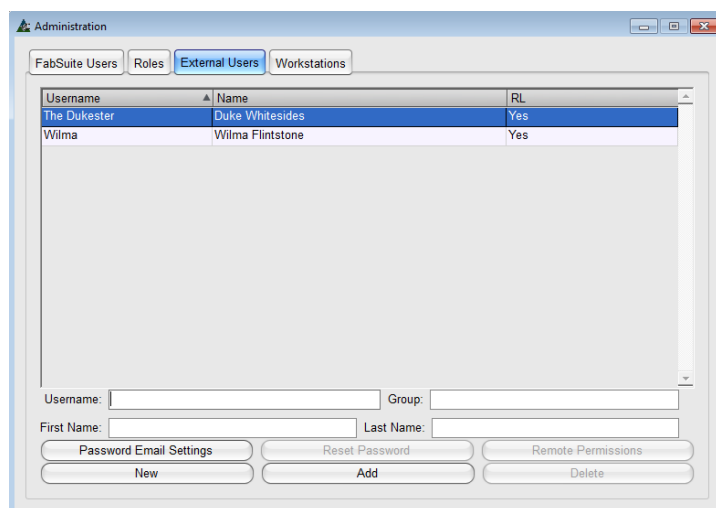 Administration
FabSuite Users Roles External Users Workstations
Username Name RL
The Dukester Duke Whitesides Yes
Wilma Wilma Flintstone Yes
Username: Group:
First Name: Last Name:
Password Email Settings Reset Password Remote Permissions
New Add Delete